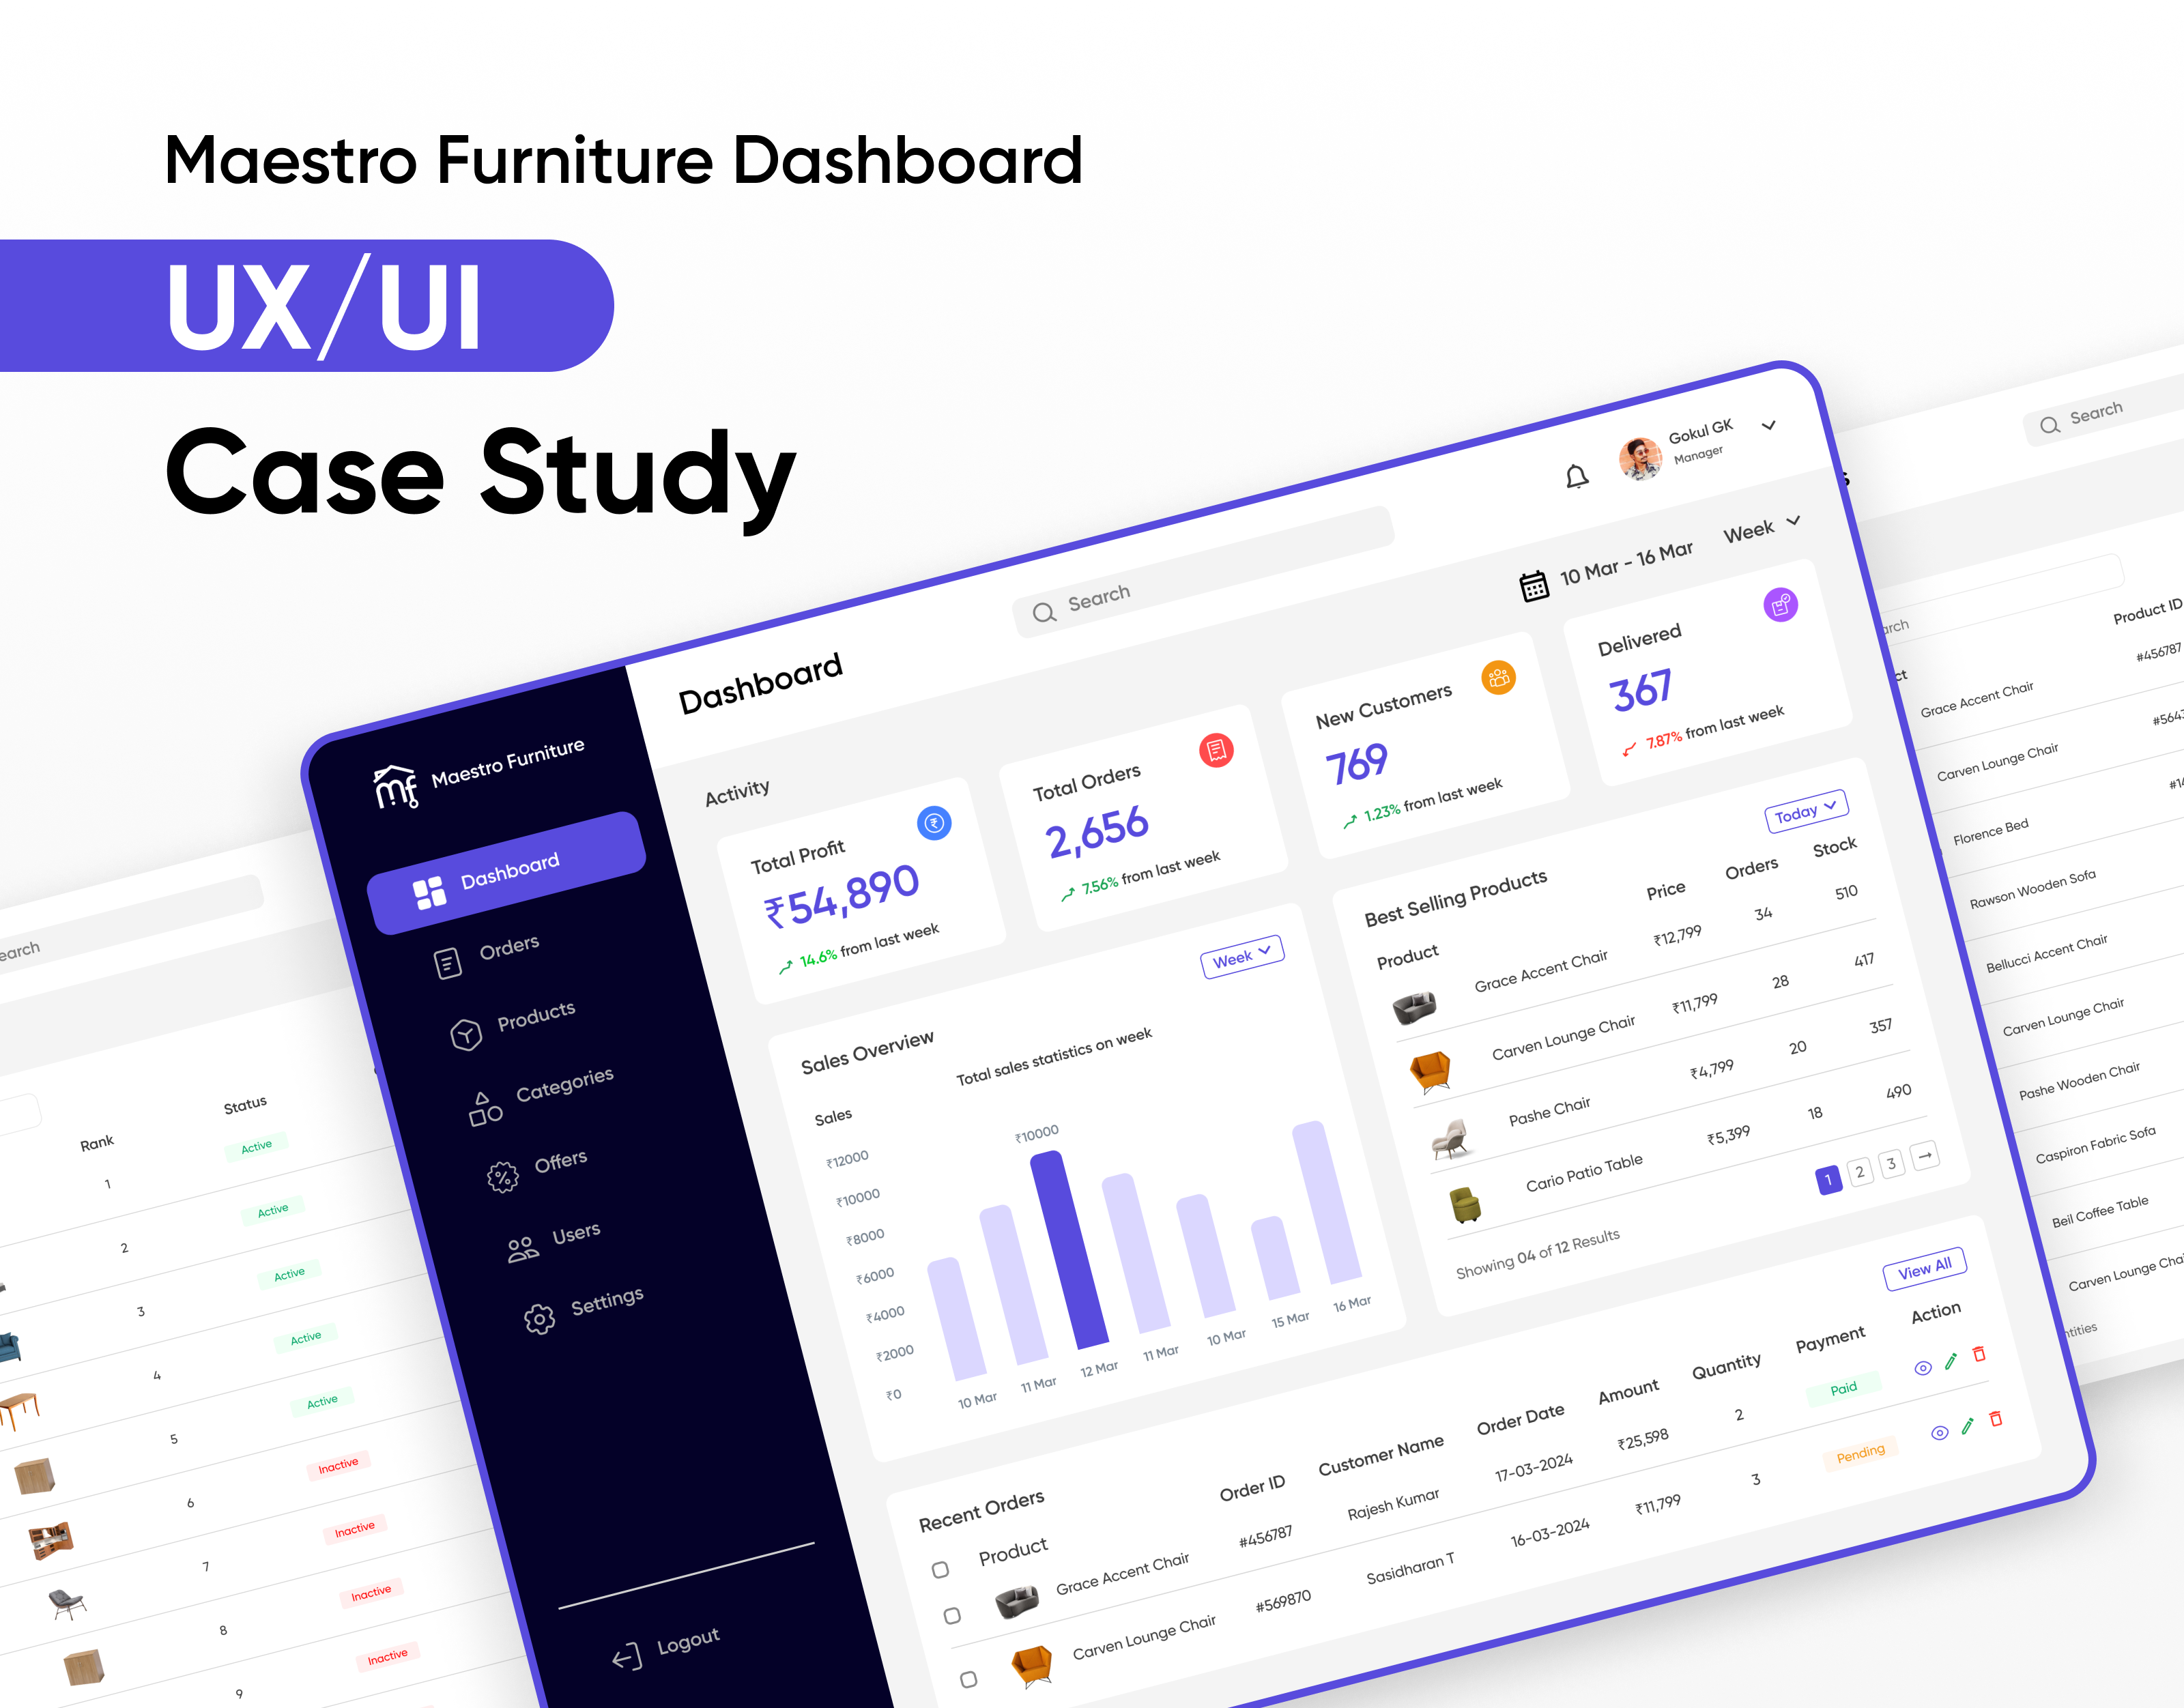 Maestro Furniture Dashboard
UX/UI
Case Study
Maestro Furniture
Dashboard
Orders
Products
Categories
Offers
Users
Settings
Logout
Dashboard
Search
Gokul GK
Manager
Activity
10 Mar - 16 Mar
Week
Total Profit
₹54,890
14.6% from last week
Total Orders
2,656
7.56% from last week
New Customers
769
1.23% from last week
Delivered
367
7.87% from last week
Sales Overview
Week
Total sales statistics on week
Sales
₹12000
₹10000
₹8000
₹6000
₹4000
₹2000
₹0
₹10000
10 Mar
11 Mar
12 Mar
11 Mar
10 Mar
15 Mar
16 Mar
Best Selling Products
Today
Product Price Orders Stock
Grace Accent Chair ₹12,799 34 510
Carven Lounge Chair ₹11,799 28 417
Pashe Chair ₹4,799 20 357
Cario Patio Table ₹5,399 18 490
Showing 04 of 12 Results
1 2 3
Recent Orders
View All
Product Order ID Customer Name Order Date Amount Quantity Payment Action
Grace Accent Chair #456787 Rajesh Kumar 17-03-2024 ₹25,598 2 Paid
Carven Lounge Chair #569870 Sasidharan T 16-03-2024 ₹11,799 3 Pending
earch
Rank Status
1 Active
2 Active
3 Active
4 Active
5 Active
6 Inactive
7 Inactive
8 Inactive
9 Inactive
Search
s
arch
ct Product ID
Grace Accent Chair #456787
Carven Lounge Chair #5643
Florence Bed #14
Rawson Wooden Sofa
Bellucci Accent Chair
Carven Lounge Chair
Pashe Wooden Chair
Caspiron Fabric Sofa
Beil Coffee Table
Carven Lounge Cha
ntities